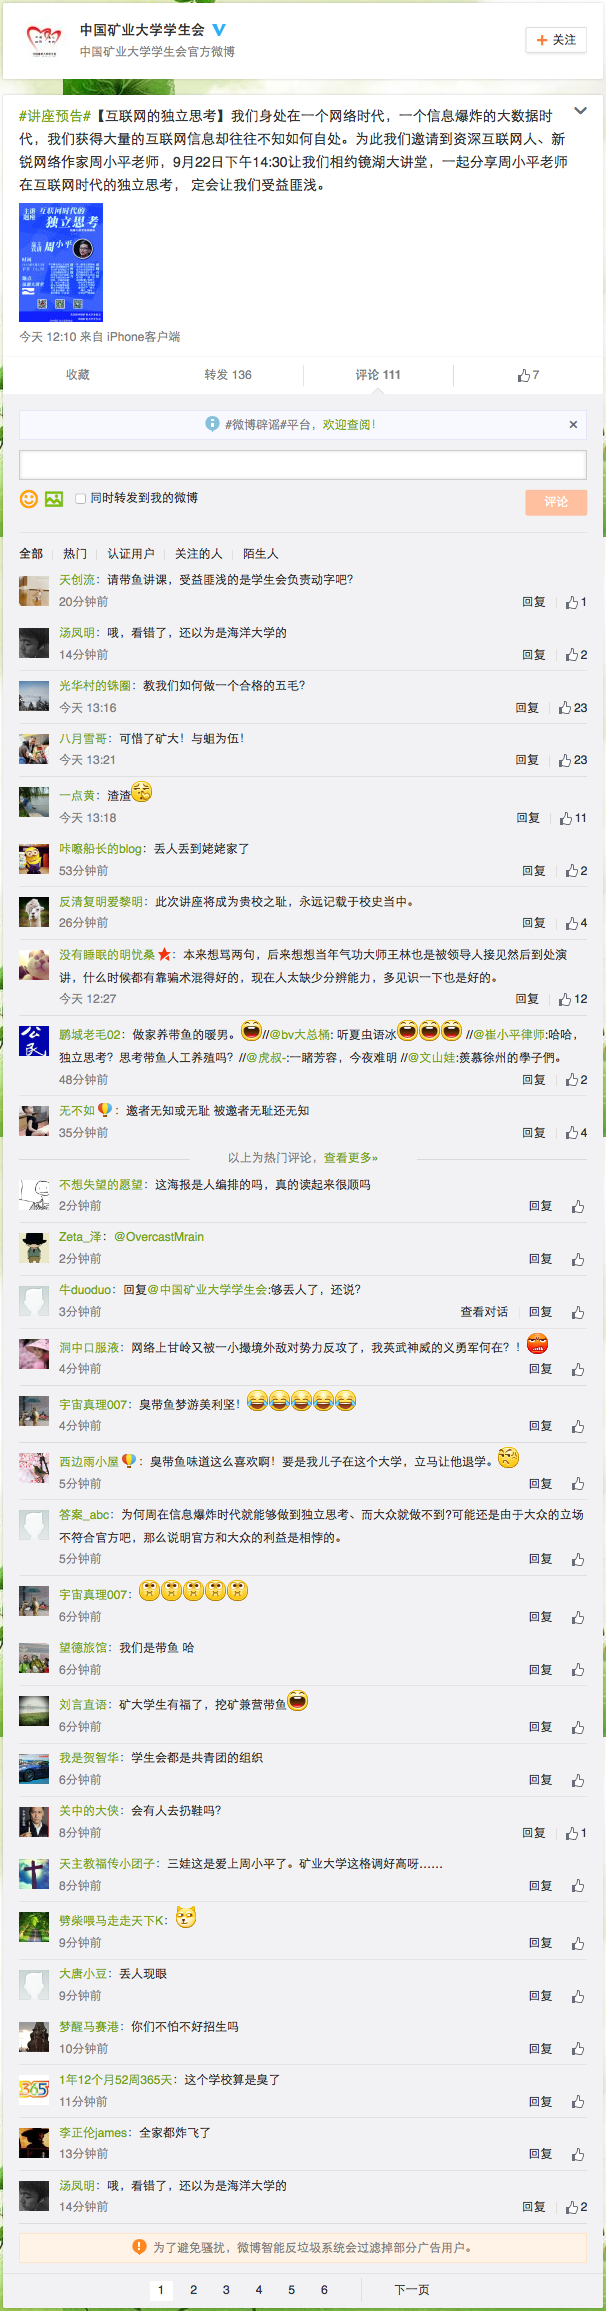 中国矿业大学学生会
中国矿业大学学生会官方微博
+ 关注
#讲座预告#【互联网的独立思考】我们身处在一个网络时代，一个信息爆炸的大数据时
代，我们获得大量的互联网信息却往往不知如何自处。为此我们邀请到资深互联网人、新
锐网络作家周小平老师，9月22日下午14:30让我们相约镜湖大讲堂，一起分享周小平老师
在互联网时代的独立思考， 定会让我们受益匪浅。
互联网时代的
独立思考
周小平
今天 12:10 来自 iPhone客户端
收藏 转发 136 评论 111 7
#微博辟谣#平台，欢迎查阅！
同时转发到我的微博 评论
全部 热门 认证用户 关注的人 陌生人
天创流：请带鱼讲课，受益匪浅的是学生会负责动字吧？
20分钟前 回复 1
汤凤明：哦，看错了，还以为是海洋大学的
14分钟前 回复 2
光华村的铢圈：教我们如何做一个合格的五毛？
今天 13:16 回复 23
八月雪哥：可惜了矿大！与蛆为伍！
今天 13:21 回复 23
一点黄：渣渣
今天 13:18 回复 11
咔嚓船长的blog：丢人丢到姥姥家了
53分钟前 回复 2
反清复明爱黎明：此次讲座将成为贵校之耻，永远记载于校史当中。
26分钟前 回复 4
没有睡眠的明忧桑：本来想骂两句，后来想想当年气功大师王林也是被领导人接见然后到处演
讲，什么时候都有靠骗术混得好的，现在人太缺少分辨能力，多见识一下也是好的。
今天 12:27 回复 12
公民
鹏城老毛02：做家养带鱼的暖男。//@bv大总桶: 听夏虫语冰 //@崔小平律师:哈哈，
独立思考？思考带鱼人工养殖吗？//@虎叔-:一睹芳容，今夜难明 //@文山娃:羡慕徐州的學子們。
48分钟前 回复 2
无不如：邀者无知或无耻 被邀者无耻还无知
35分钟前 回复 4
以上为热门评论，查看更多»
不想失望的愿望：这海报是人编排的吗，真的读起来很顺吗
2分钟前 回复
Zeta_泽：@OvercastMrain
2分钟前 回复
牛duoduo：回复@中国矿业大学学生会:够丢人了，还说？
3分钟前 查看对话 回复
洞中口服液：网络上甘岭又被一小撮境外敌对势力反攻了，我英武神威的义勇军何在？！
4分钟前 回复
宇宙真理007：臭带鱼梦游美利坚！
4分钟前 回复
西边雨小屋：臭带鱼味道这么喜欢啊！要是我儿子在这个大学，立马让他退学。
5分钟前 回复
答案_abc：为何周在信息爆炸时代就能够做到独立思考、而大众就做不到?可能还是由于大众的立场
不符合官方吧，那么说明官方和大众的利益是相悖的。
5分钟前 回复
宇宙真理007：
6分钟前 回复
望德旅馆：我们是带鱼 哈
6分钟前 回复
刘言直语：矿大学生有福了，挖矿兼营带鱼
6分钟前 回复
我是贺智华：学生会都是共青团的组织
6分钟前 回复
关中的大侠：会有人去扔鞋吗？
8分钟前 回复 1
天主教福传小团子：三娃这是爱上周小平了。矿业大学这格调好高呀……
8分钟前 回复
劈柴喂马走走天下K：
9分钟前 回复
大唐小豆：丢人现眼
9分钟前 回复
梦醒马赛港：你们不怕不好招生吗
10分钟前 回复
365
1年12个月52周365天：这个学校算是臭了
11分钟前 回复
李正伦james：全家都炸飞了
13分钟前 回复
汤凤明：哦，看错了，还以为是海洋大学的
14分钟前 回复 2
为了避免骚扰，微博智能反垃圾系统会过滤掉部分广告用户。
1 2 3 4 5 6 下一页